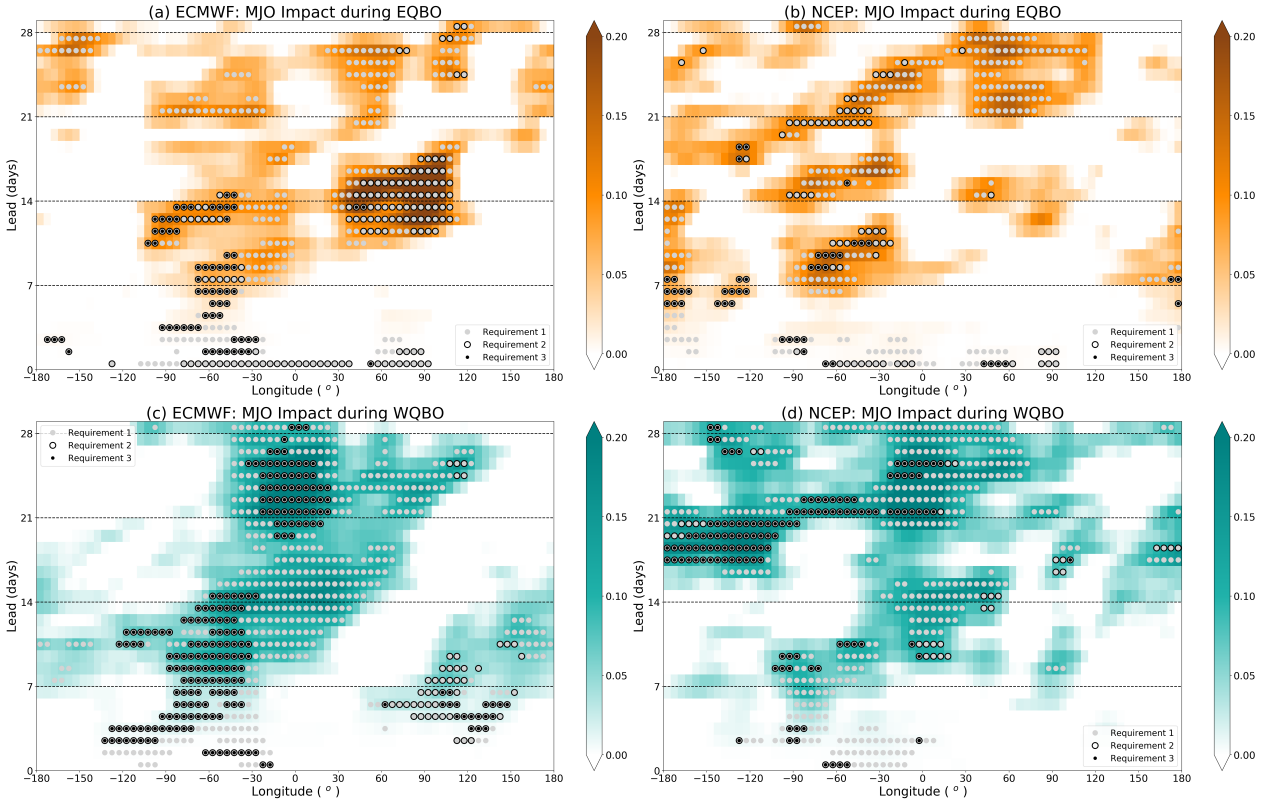 (a) ECMWF: MJO Impact during EQBO
28
21
14
7
0
Lead (days)
−180 −150 −120 −90 −60 −30 0 30 60 90 120 150 180
Longitude ( o )
Requirement 1
Requirement 2
Requirement 3
0.20
0.15
0.10
0.05
0.00
(b) NCEP: MJO Impact during EQBO
28
21
14
7
0
Lead (days)
−180 −150 −120 −90 −60 −30 0 30 60 90 120 150 180
Longitude ( o )
Requirement 1
Requirement 2
Requirement 3
0.20
0.15
0.10
0.05
0.00
(c) ECMWF: MJO Impact during WQBO
28
21
14
7
0
Lead (days)
−180 −150 −120 −90 −60 −30 0 30 60 90 120 150 180
Longitude ( o )
Requirement 1
Requirement 2
Requirement 3
0.20
0.15
0.10
0.05
0.00
(d) NCEP: MJO Impact during WQBO
28
21
14
7
0
Lead (days)
−180 −150 −120 −90 −60 −30 0 30 60 90 120 150 180
Longitude ( o )
Requirement 1
Requirement 2
Requirement 3
0.20
0.15
0.10
0.05
0.00